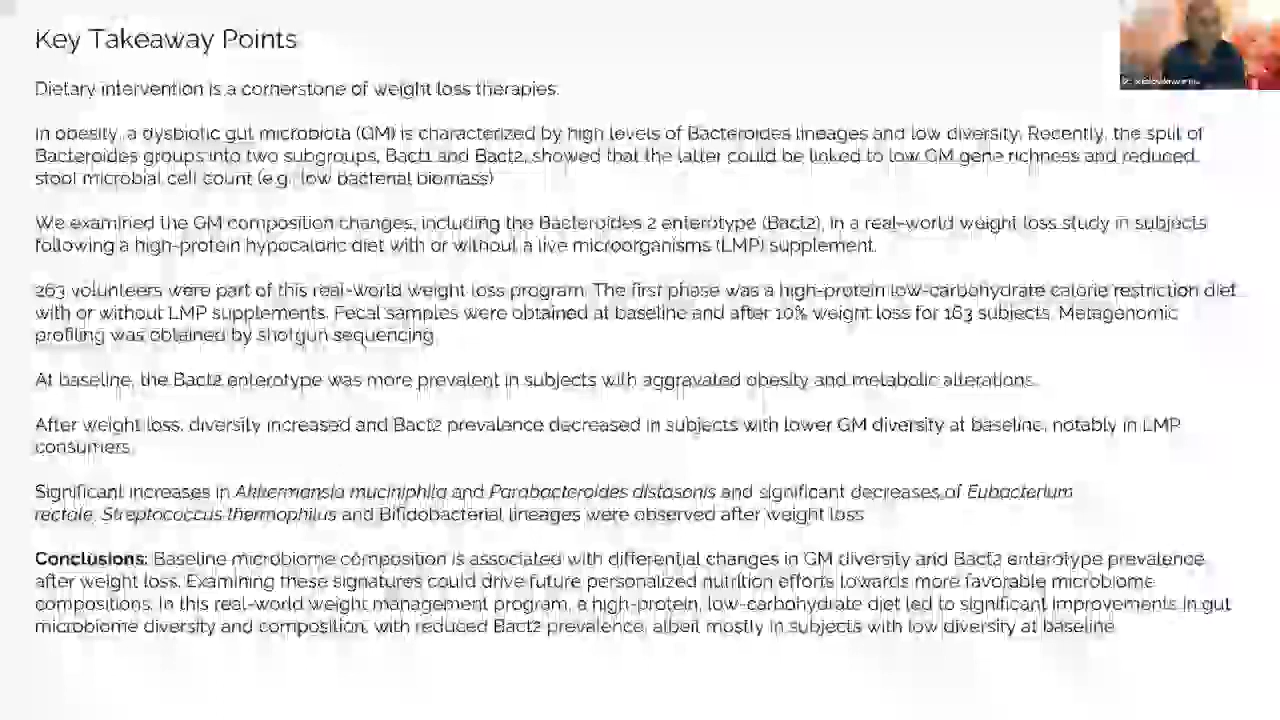 Key Takeaway Points
Dietary intervention is a cornerstone of weight loss therapies.
In obesity, a dysbiotic gut microbiota (GM) is characterized by high levels of Bacteroides lineages and low diversity. Recently, the split of
Bacteroides groups into two subgroups, Bact1 and Bact2, showed that the latter could be linked to low GM gene richness and reduced
stool microbial cell count (e.g., low bacterial biomass)
We examined the GM composition changes, including the Bacteroides 2 enterotype (Bact2), in a real-world weight loss study in subjects
following a high-protein hypocaloric diet with or without a live microorganisms (LMP) supplement.
263 volunteers were part of this real-world weight loss program. The first phase was a high-protein low-carbohydrate calorie restriction diet
with or without LMP supplements. Fecal samples were obtained at baseline and after 10% weight loss for 163 subjects. Metagenomic
profiling was obtained by shotgun sequencing
At baseline, the Bact2 enterotype was more prevalent in subjects with aggravated obesity and metabolic alterations.
After weight loss, diversity increased and Bact2 prevalence decreased in subjects with lower GM diversity at baseline, notably in LMP
consumers.
Significant increases in Akkermansia muciniphila and Parabacteroides distasonis and significant decreases of Eubacterium
rectale, Streptococcus thermophilus and Bifidobacterial lineages were observed after weight loss
Conclusions: Baseline microbiome composition is associated with differential changes in GM diversity and Bact2 enterotype prevalence
after weight loss. Examining these signatures could drive future personalized nutrition efforts towards more favorable microbiome
compositions. In this real-world weight management program, a high-protein, low-carbohydrate diet led to significant improvements in gut
microbiome diversity and composition, with reduced Bact2 prevalence, albeit mostly in subjects with low diversity at baseline